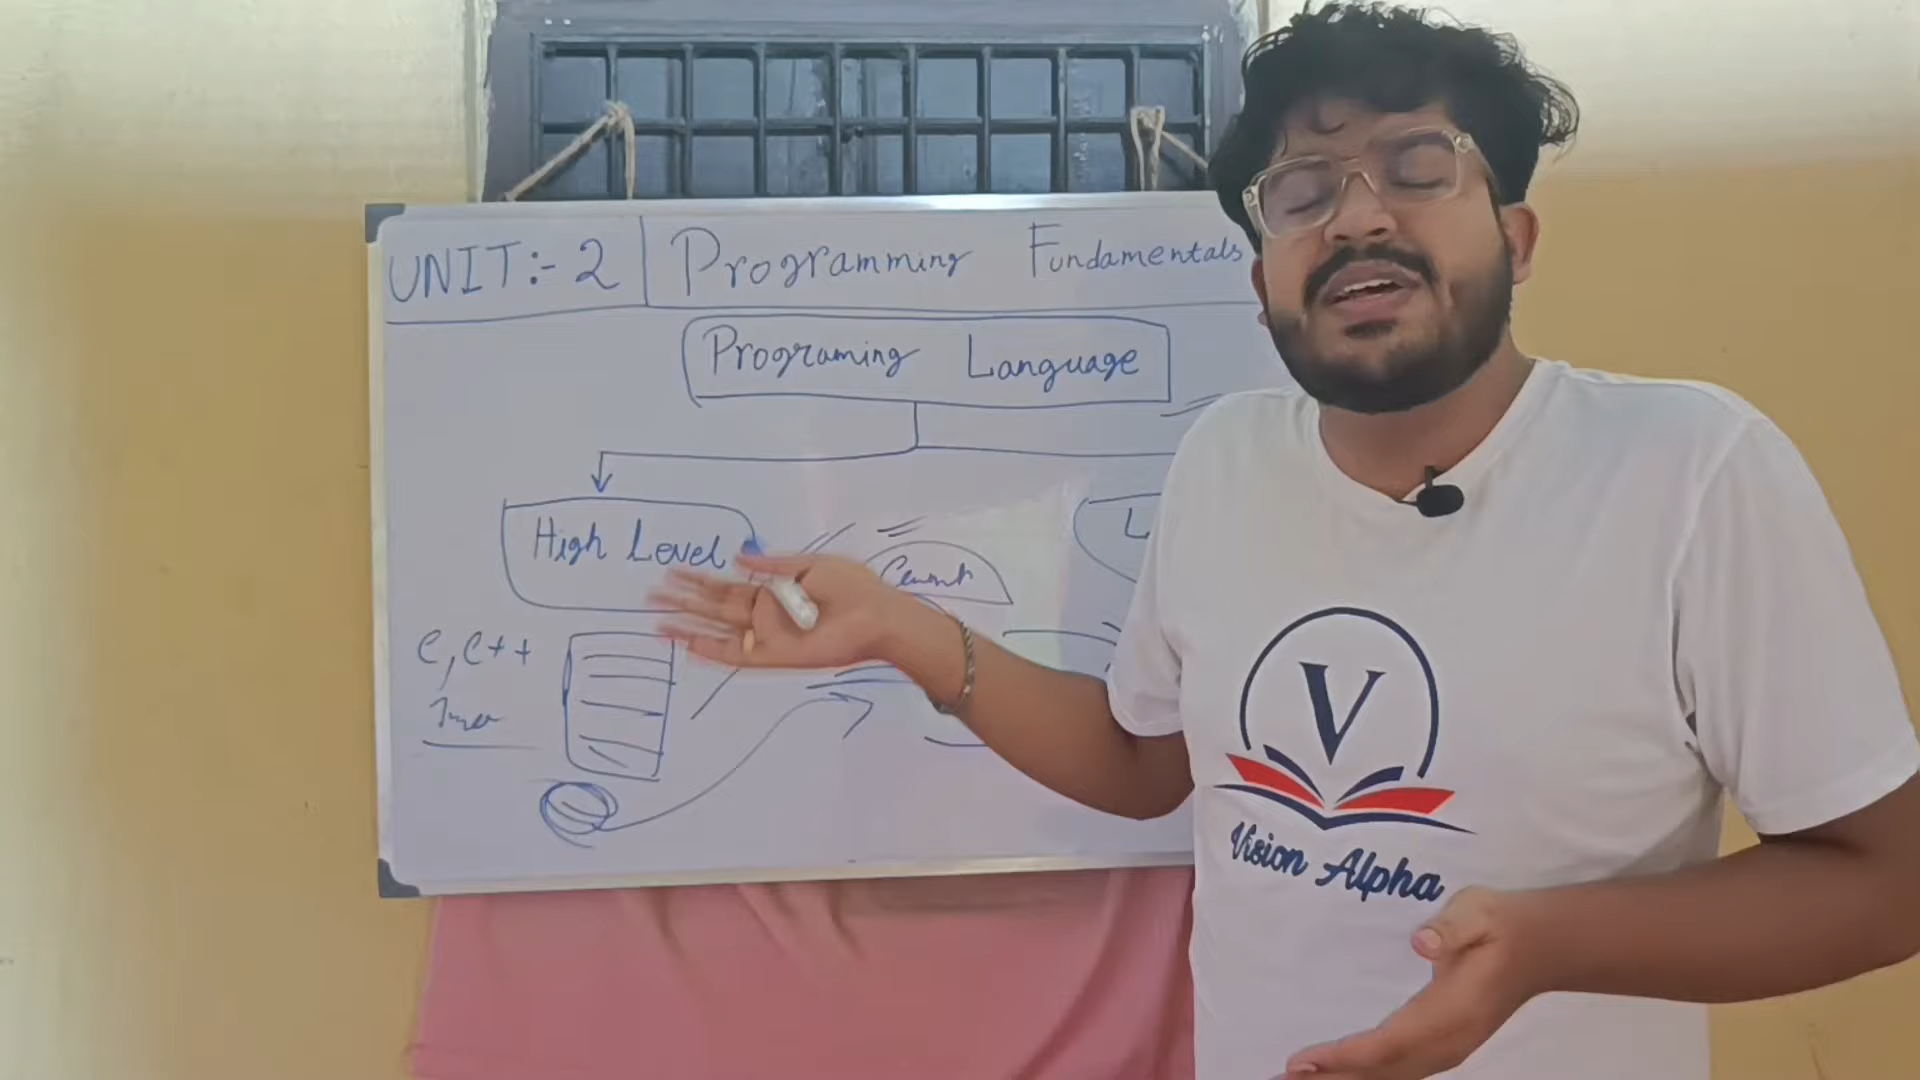 UNIT:- 2 | Programming Fundamentals
Programing Language
High Level
L
C, C++
V
Vision Alpha